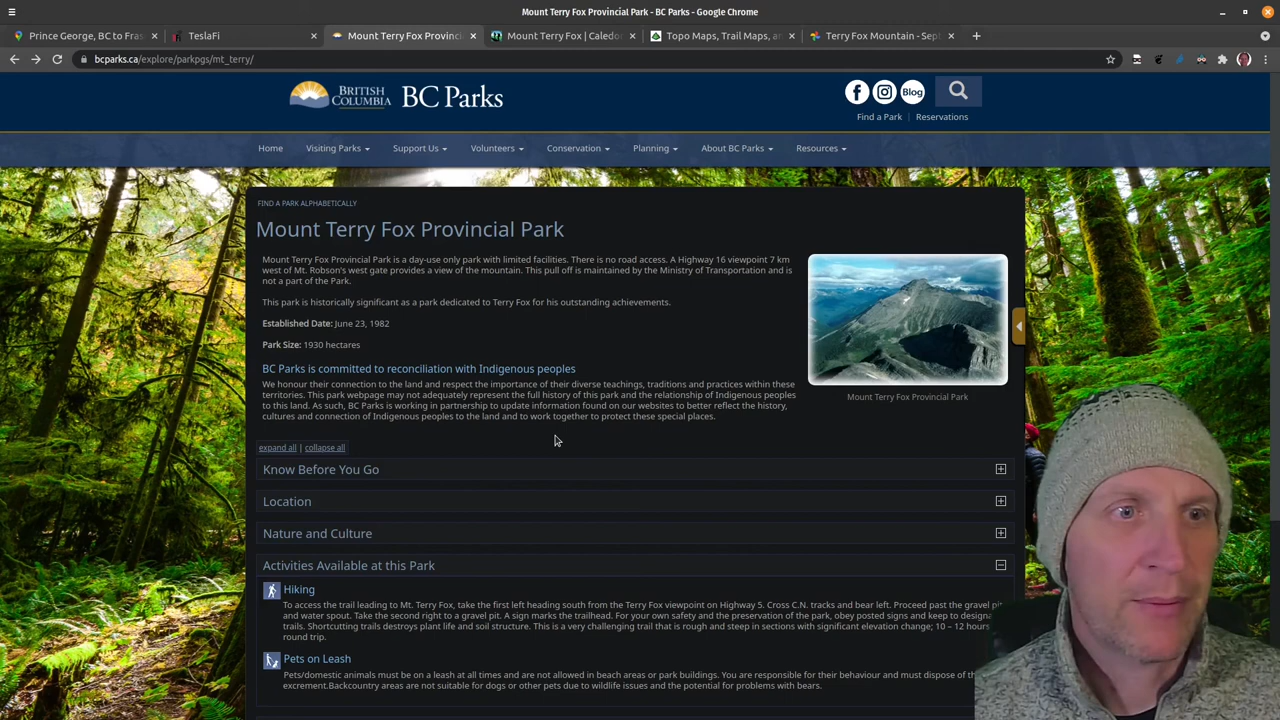 Mount Terry Fox Provincial Park - BC Parks - Google Chrome
Prince George, BC to Fras
TeslaFi
Mount Terry Fox Provinci
Mount Terry Fox | Caledo
Topo Maps, Trail Maps, an
Terry Fox Mountain - Sept
bcparks.ca/explore/parkpgs/mt_terry/
BRITISH COLUMBIA
BC Parks
Blog
Find a Park | Reservations
Home
Visiting Parks
Support Us
Volunteers
Conservation
Planning
About BC Parks
Resources
FIND A PARK ALPHABETICALLY
Mount Terry Fox Provincial Park
Mount Terry Fox Provincial Park is a day-use only park with limited facilities. There is no road access. A Highway 16 viewpoint 7 km
west of Mt. Robson's west gate provides a view of the mountain. This pull off is maintained by the Ministry of Transportation and is
not a part of the Park.
This park is historically significant as a park dedicated to Terry Fox for his outstanding achievements.
Established Date: June 23, 1982
Park Size: 1930 hectares
Mount Terry Fox Provincial Park
BC Parks is committed to reconciliation with Indigenous peoples
We honour their connection to the land and respect the importance of their diverse teachings, traditions and practices within these
territories. This park webpage may not adequately represent the full history of this park and the relationship of Indigenous peoples
to this land. As such, BC Parks is working in partnership to update information found on our websites to better reflect the history,
cultures and connection of Indigenous peoples to the land and to work together to protect these special places.
expand all | collapse all
Know Before You Go
Location
Nature and Culture
Activities Available at this Park
Hiking
To access the trail leading to Mt. Terry Fox, take the first left heading south from the Terry Fox viewpoint on Highway 5. Cross C.N. tracks and bear left. Proceed past the gravel pit
and water spout. Take the second right to a gravel pit. A sign marks the trailhead. For your own safety and the preservation of the park, obey posted signs and keep to designa
trails. Shortcutting trails destroys plant life and soil structure. This is a very challenging trail that is rough and steep in sections with significant elevation change; 10 – 12 hours
round trip.
Pets on Leash
Pets/domestic animals must be on a leash at all times and are not allowed in beach areas or park buildings. You are responsible for their behaviour and must dispose of th
excrement.Backcountry areas are not suitable for dogs or other pets due to wildlife issues and the potential for problems with bears.